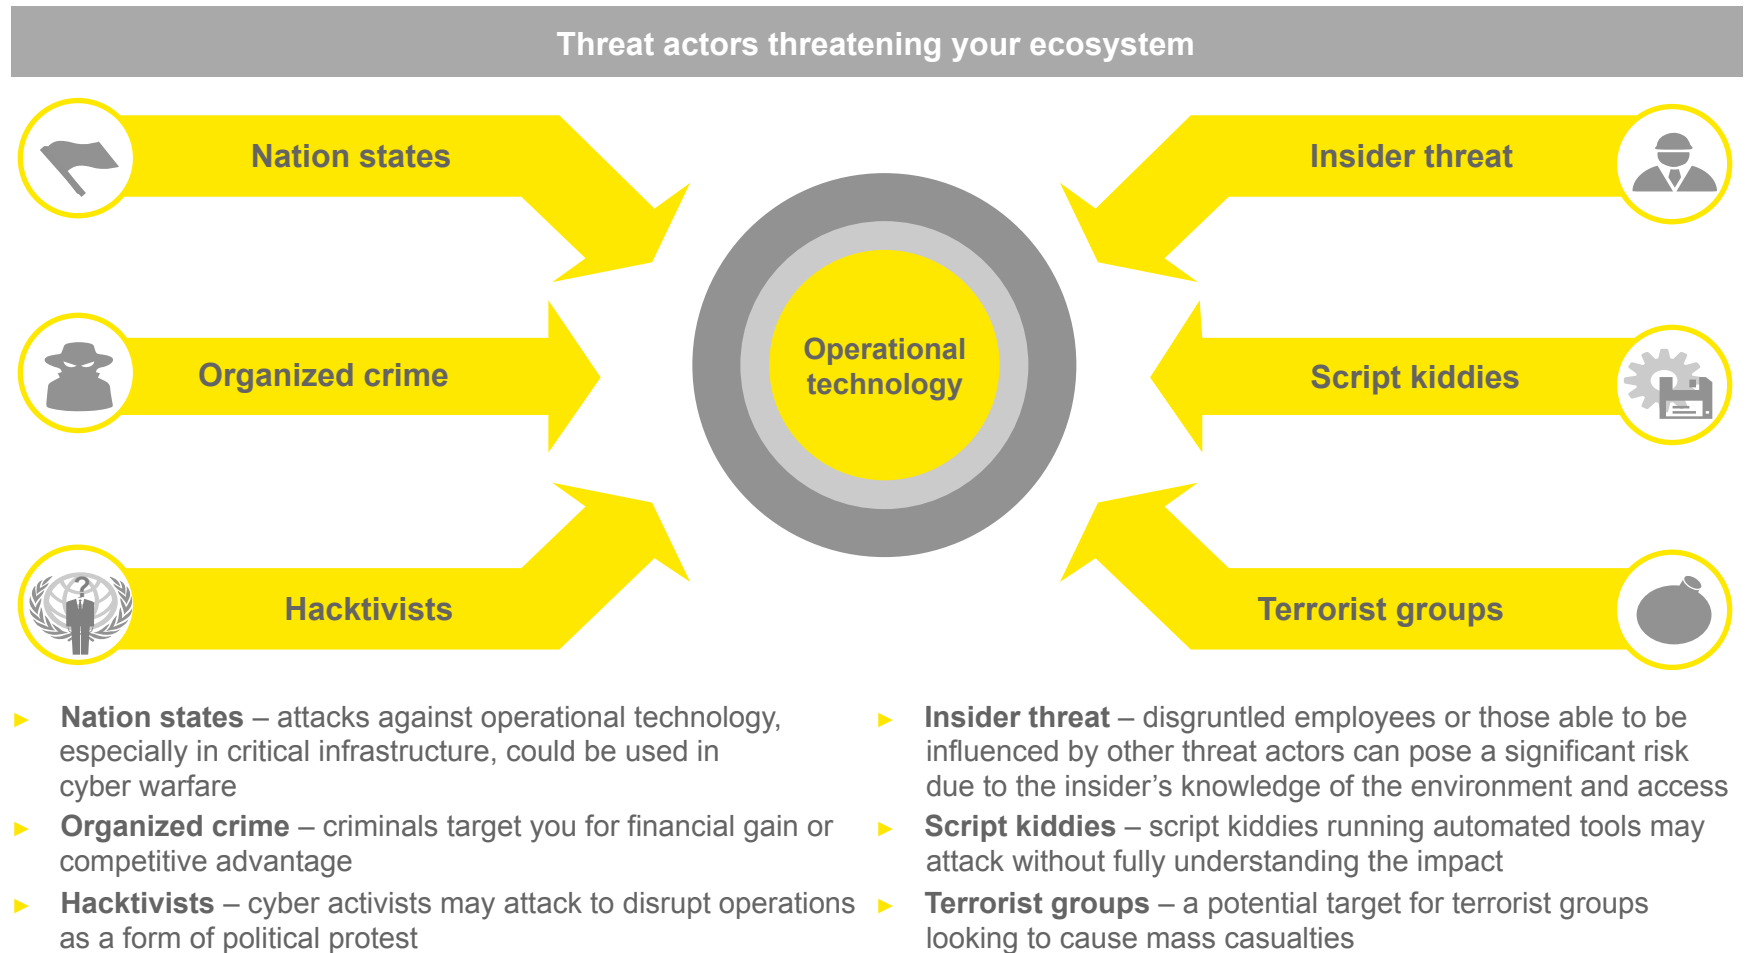 Threat actors threatening your ecosystem
Nation states
Organized crime
Hacktivists
Operational
technology
Insider threat
Script kiddies
Terrorist groups
?
► Nation states – attacks against operational technology,
especially in critical infrastructure, could be used in
cyber warfare
► Organized crime – criminals target you for financial gain or
competitive advantage
► Hacktivists – cyber activists may attack to disrupt operations
as a form of political protest
► Insider threat – disgruntled employees or those able to be
influenced by other threat actors can pose a significant risk
due to the insider’s knowledge of the environment and access
► Script kiddies – script kiddies running automated tools may
attack without fully understanding the impact
► Terrorist groups – a potential target for terrorist groups
looking to cause mass casualties